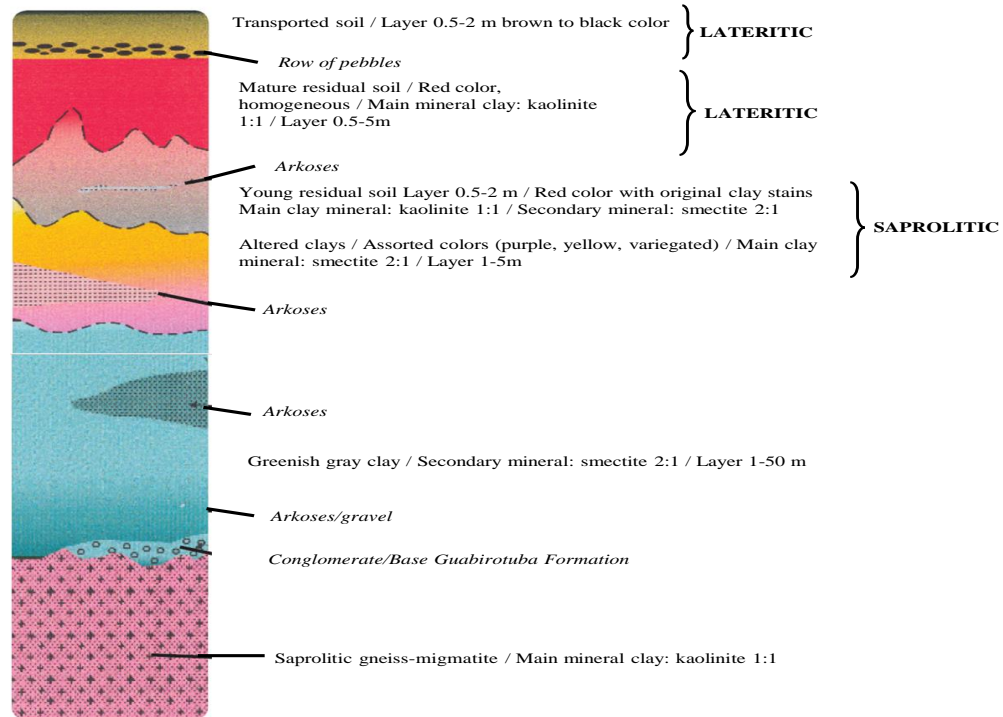 Transported soil / Layer 0.5-2 m brown to black color
LATERITIC
Row of pebbles
Mature residual soil / Red color,
homogeneous / Main mineral clay: kaolinite
1:1 / Layer 0.5-5m
LATERITIC
Arkoses
Young residual soil Layer 0.5-2 m / Red color with original clay stains
Main clay mineral: kaolinite 1:1 / Secondary mineral: smectite 2:1
SAPROLITIC
Altered clays / Assorted colors (purple, yellow, variegated) / Main clay
mineral: smectite 2:1 / Layer 1-5m
Arkoses
Arkoses
Greenish gray clay / Secondary mineral: smectite 2:1 / Layer 1-50 m
Arkoses/gravel
Conglomerate/Base Guabirotuba Formation
Saprolitic gneiss-migmatite / Main mineral clay: kaolinite 1:1